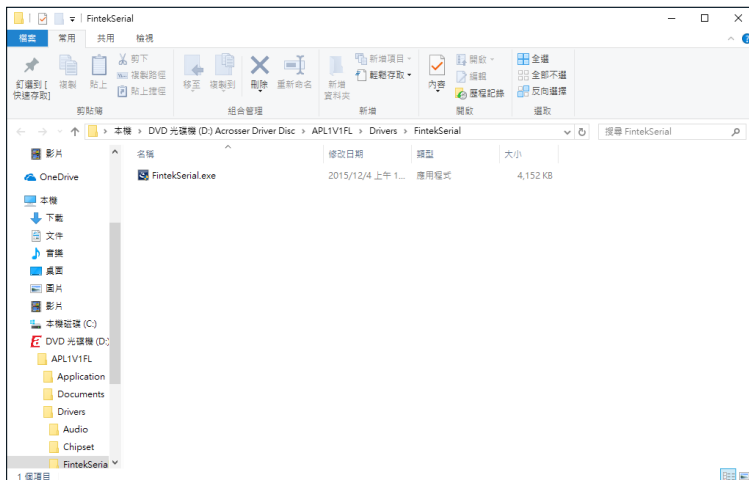 FintekSerial
檔案 常用 共用 檢視
釘選到 [快速存取]
複製
貼上
剪下
複製路徑
貼上捷徑
剪貼簿
移至
複製到
刪除
重新命名
組合管理
新增資料夾
新增項目
輕鬆存取
新增
內容
開啟
編輯
歷程記錄
開啟
全選
全部不選
反向選擇
選取
本機 › DVD 光碟機 (D:) Acrosser Driver Disc › APL1V1FL › Drivers › FintekSerial
搜尋 FintekSerial
名稱 修改日期 類型 大小
FintekSerial.exe 2015/12/4 上午 1... 應用程式 4,152 KB
影片
OneDrive
本機
下載
文件
音樂
桌面
圖片
影片
本機磁碟 (C:)
DVD 光碟機 (D:)
APL1V1FL
Application
Documents
Drivers
Audio
Chipset
FintekSeria
1 個項目